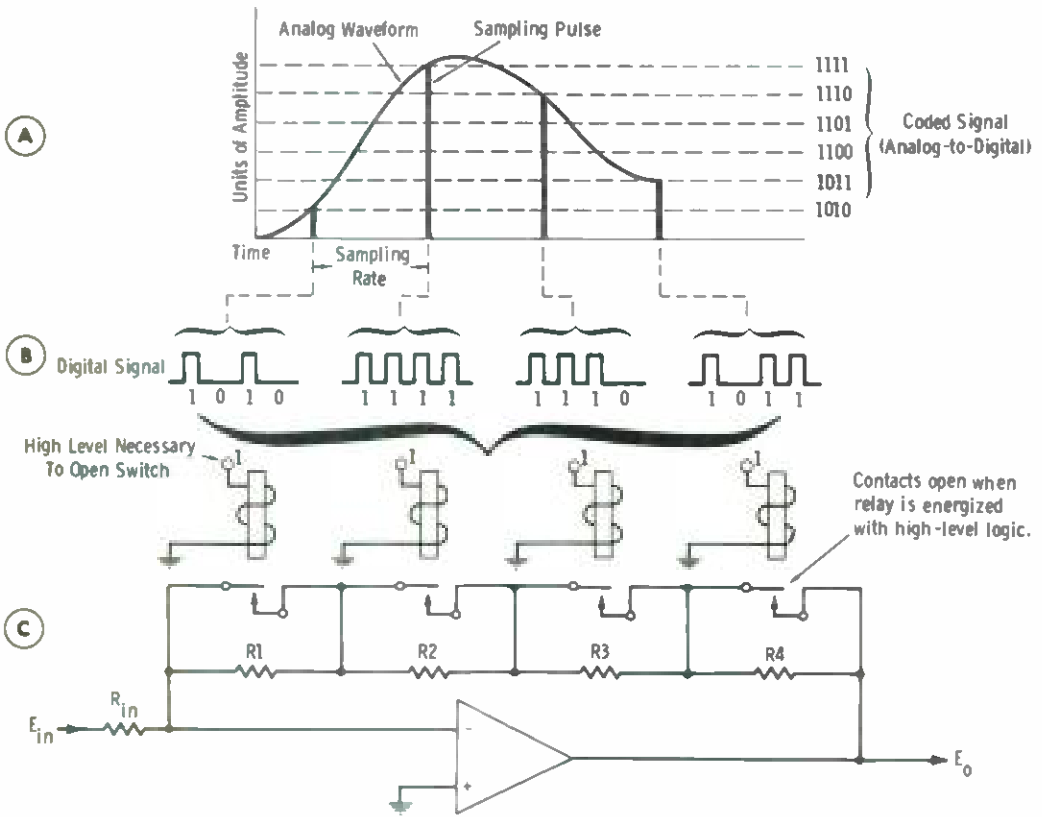 Analog Waveform
Sampling Pulse
Units of Amplitude
1111
1110
1101
1100
1011
1010
Coded Signal
(Analog-to-Digital)
A
Time
Sampling
Rate
B
Digital Signal
1 0 1 0
1 1 1 1
1 1 1 0
1 0 1 1
High Level Necessary
To Open Switch
1
1
1
1
Contacts open when
relay is energized
with high-level logic.
C
R1
R2
R3
R4
Rin
Ein
-
+
Eo